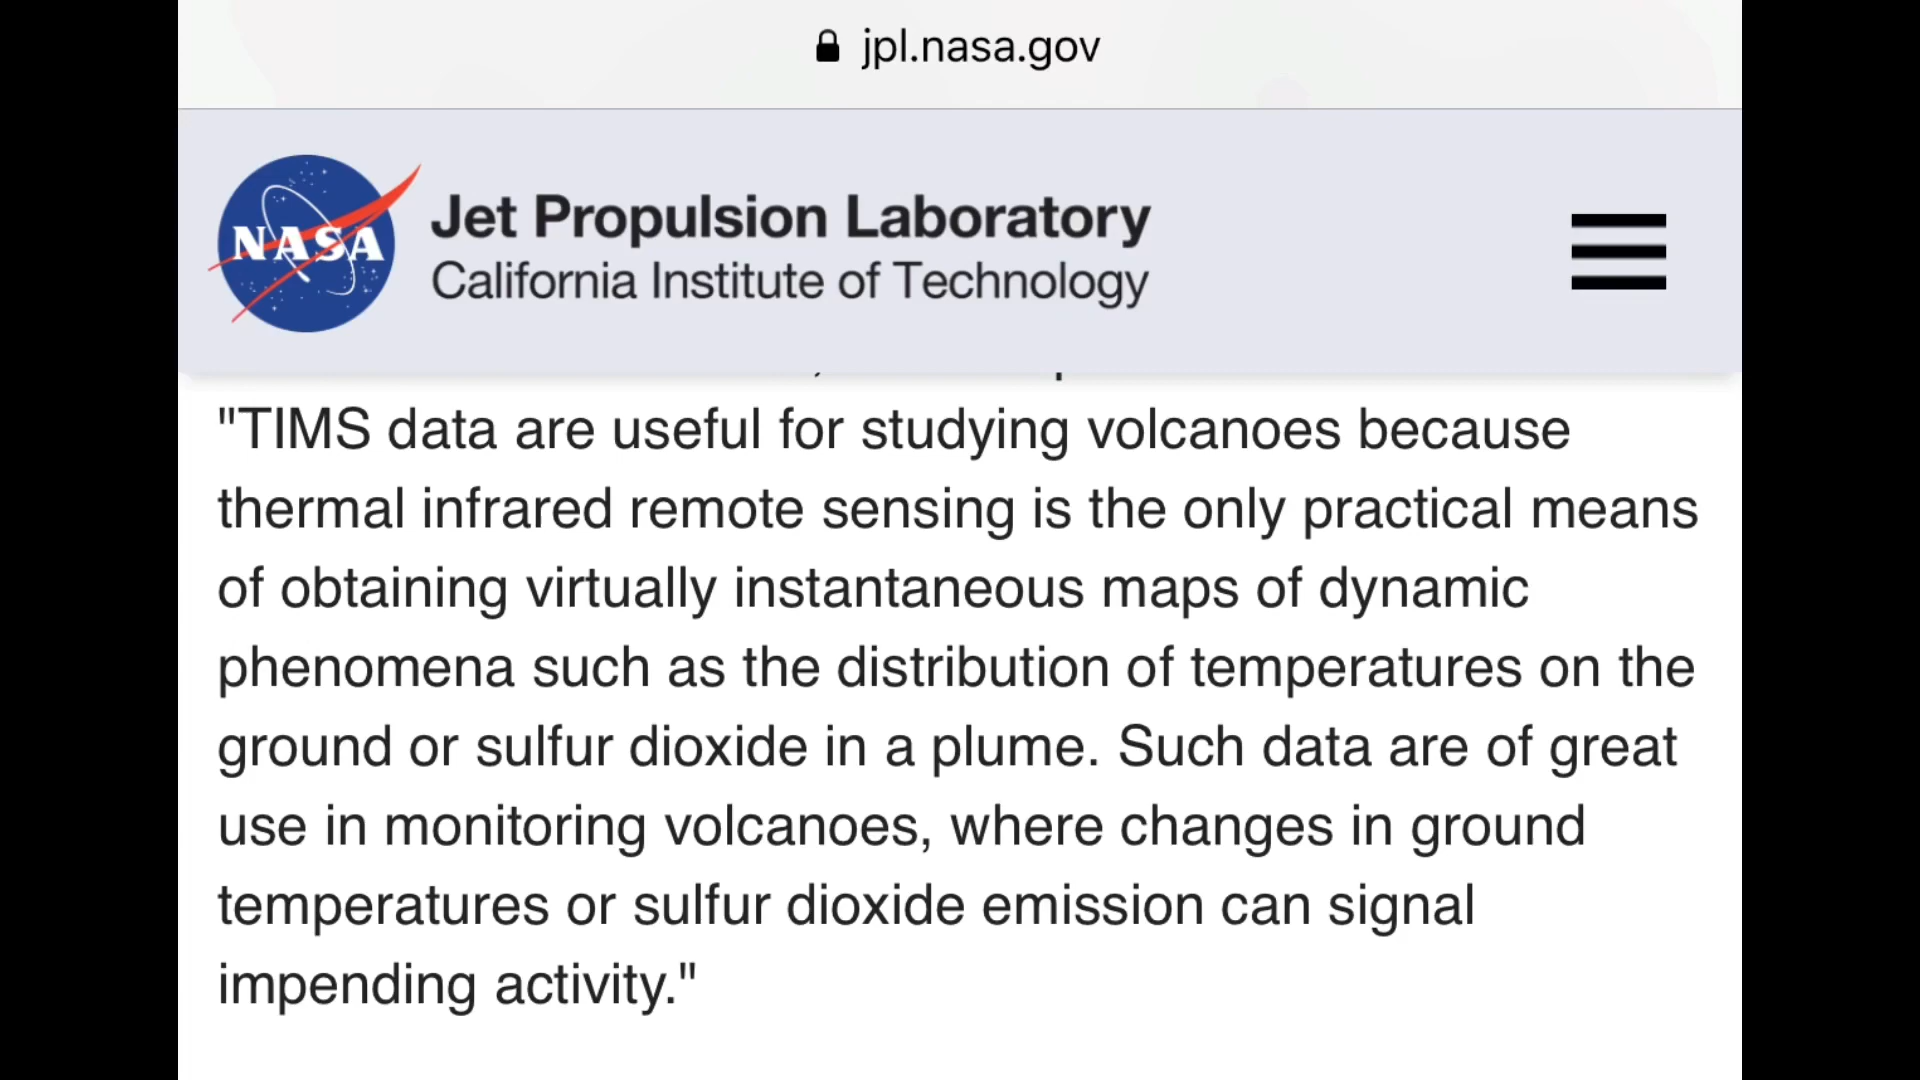 jpl.nasa.gov
NASA
Jet Propulsion Laboratory
California Institute of Technology
"TIMS data are useful for studying volcanoes because
thermal infrared remote sensing is the only practical means
of obtaining virtually instantaneous maps of dynamic
phenomena such as the distribution of temperatures on the
ground or sulfur dioxide in a plume. Such data are of great
use in monitoring volcanoes, where changes in ground
temperatures or sulfur dioxide emission can signal
impending activity."